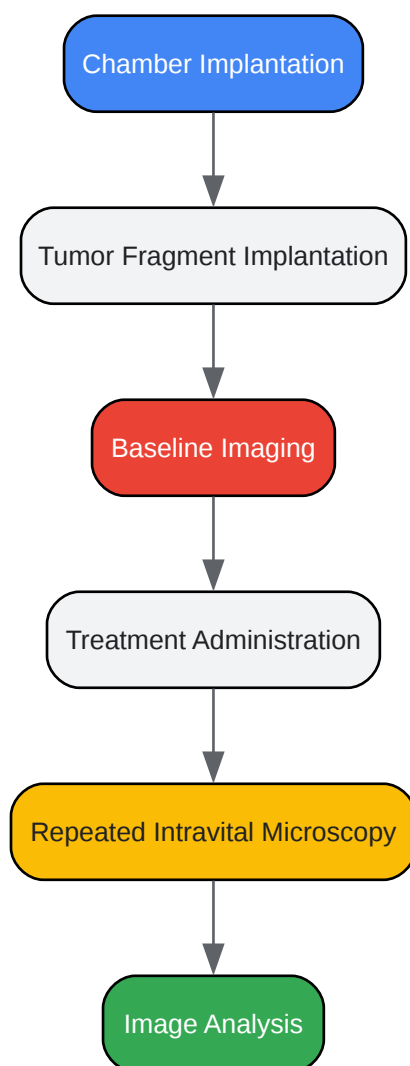 Chamber Implantation
Tumor Fragment Implantation
Baseline Imaging
Treatment Administration
Repeated Intravital Microscopy
Image Analysis